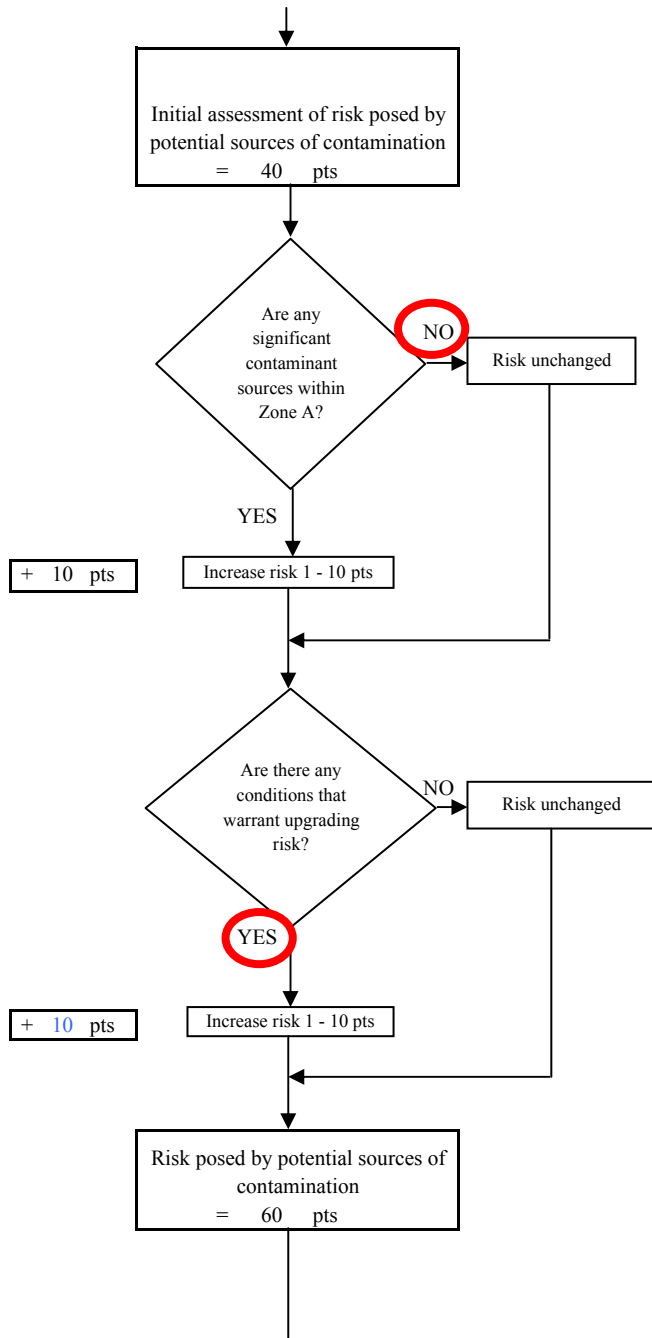 Initial assessment of risk posed by
potential sources of contamination
= 40 pts
Are any
significant
contaminant
sources within
Zone A?
NO
Risk unchanged
YES
+ 10 pts
Increase risk 1 - 10 pts
Are there any
conditions that
warrant upgrading
risk?
NO
Risk unchanged
YES
+ 10 pts
Increase risk 1 - 10 pts
Risk posed by potential sources of
contamination
= 60 pts